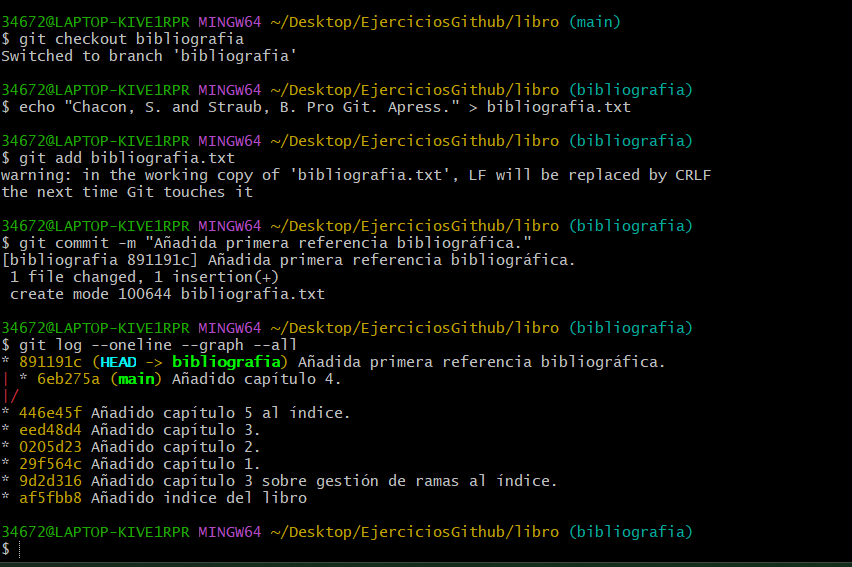 34672@LAPTOP-KIVE1RPR MINGW64 ~/Desktop/EjerciciosGithub/libro (main)
$ git checkout bibliografia
Switched to branch 'bibliografia'
34672@LAPTOP-KIVE1RPR MINGW64 ~/Desktop/EjerciciosGithub/libro (bibliografia)
$ echo "Chacon, S. and Straub, B. Pro Git. Apress." > bibliografia.txt
34672@LAPTOP-KIVE1RPR MINGW64 ~/Desktop/EjerciciosGithub/libro (bibliografia)
$ git add bibliografia.txt
warning: in the working copy of 'bibliografia.txt', LF will be replaced by CRLF
the next time Git touches it
34672@LAPTOP-KIVE1RPR MINGW64 ~/Desktop/EjerciciosGithub/libro (bibliografia)
$ git commit -m "Añadida primera referencia bibliográfica."
[bibliografia 891191c] Añadida primera referencia bibliográfica.
 1 file changed, 1 insertion(+)
 create mode 100644 bibliografia.txt
34672@LAPTOP-KIVE1RPR MINGW64 ~/Desktop/EjerciciosGithub/libro (bibliografia)
$ git log --oneline --graph --all
* 891191c (HEAD -> bibliografia) Añadida primera referencia bibliográfica.
| * 6eb275a (main) Añadido capítulo 4.
|/
* 446e45f Añadido capítulo 5 al índice.
* eed48d4 Añadido capítulo 3.
* 0205d23 Añadido capítulo 2.
* 29f564c Añadido capítulo 1.
* 9d2d316 Añadido capítulo 3 sobre gestión de ramas al índice.
* af5fbb8 Añadido indice del libro
34672@LAPTOP-KIVE1RPR MINGW64 ~/Desktop/EjerciciosGithub/libro (bibliografia)
$